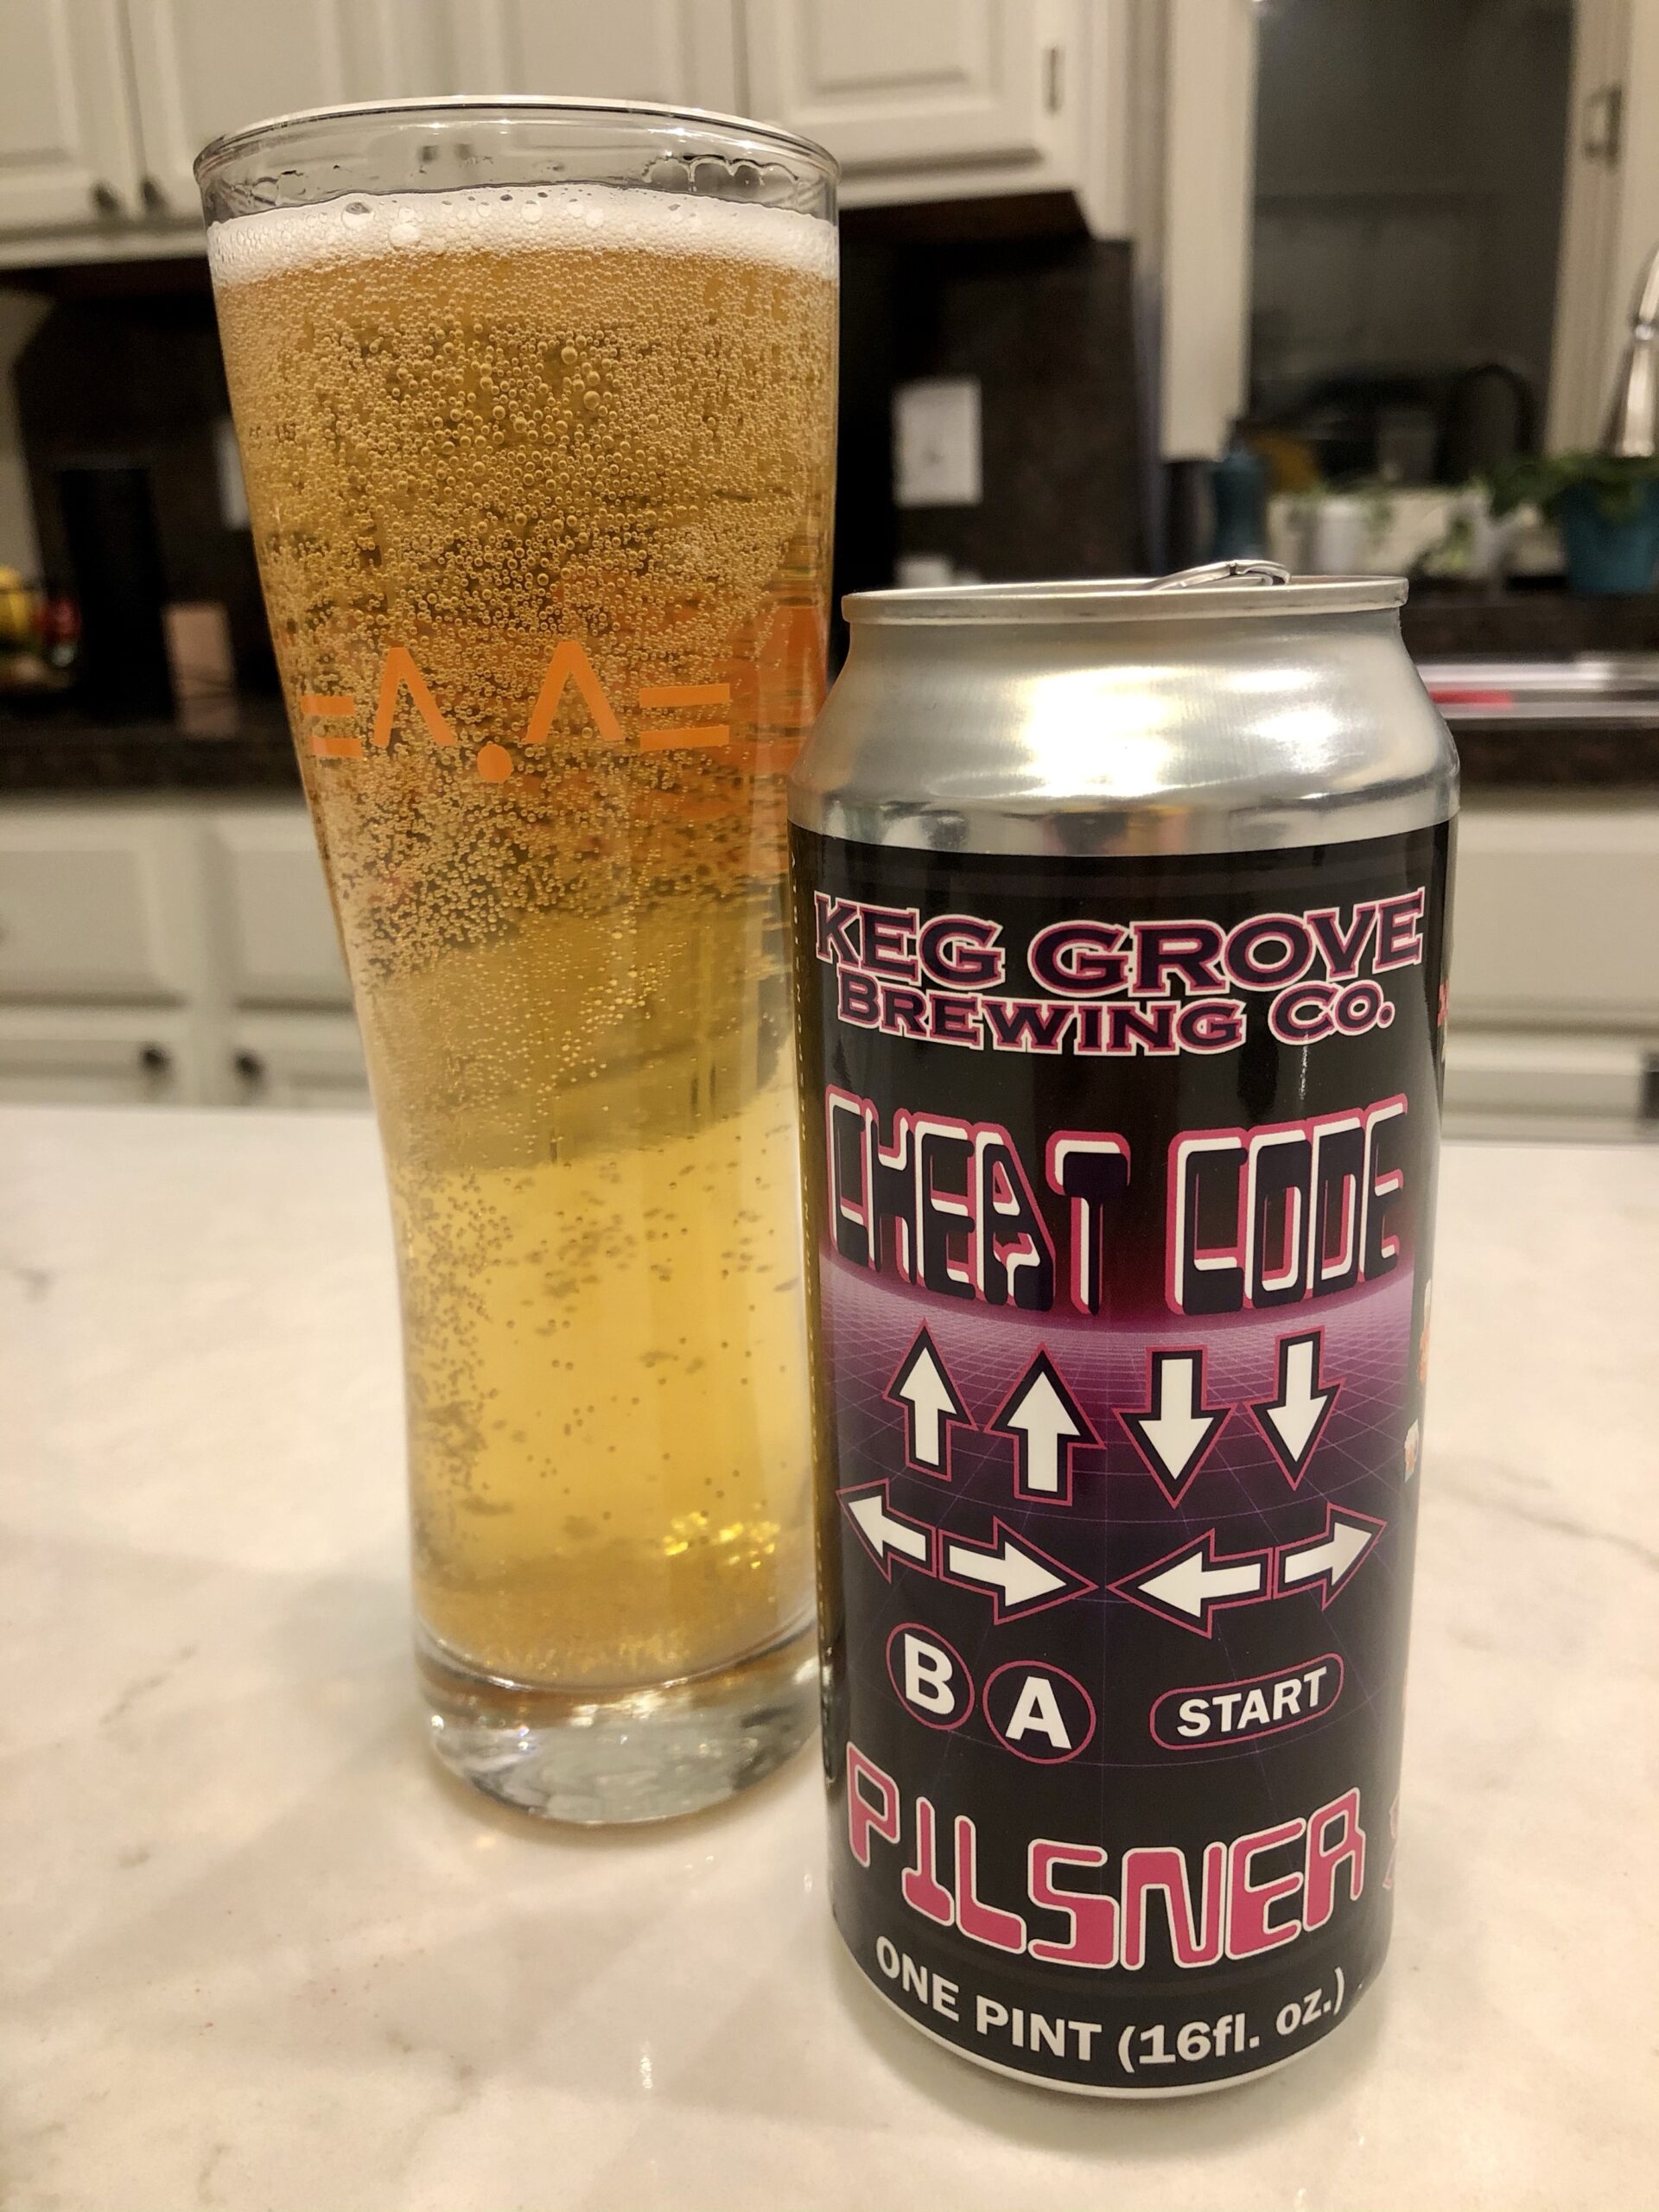 =^.^=
KEG GROVE
BREWING CO.
CHEAT CODE
B A START
PILSNER
ONE PINT (16fl. oz.)